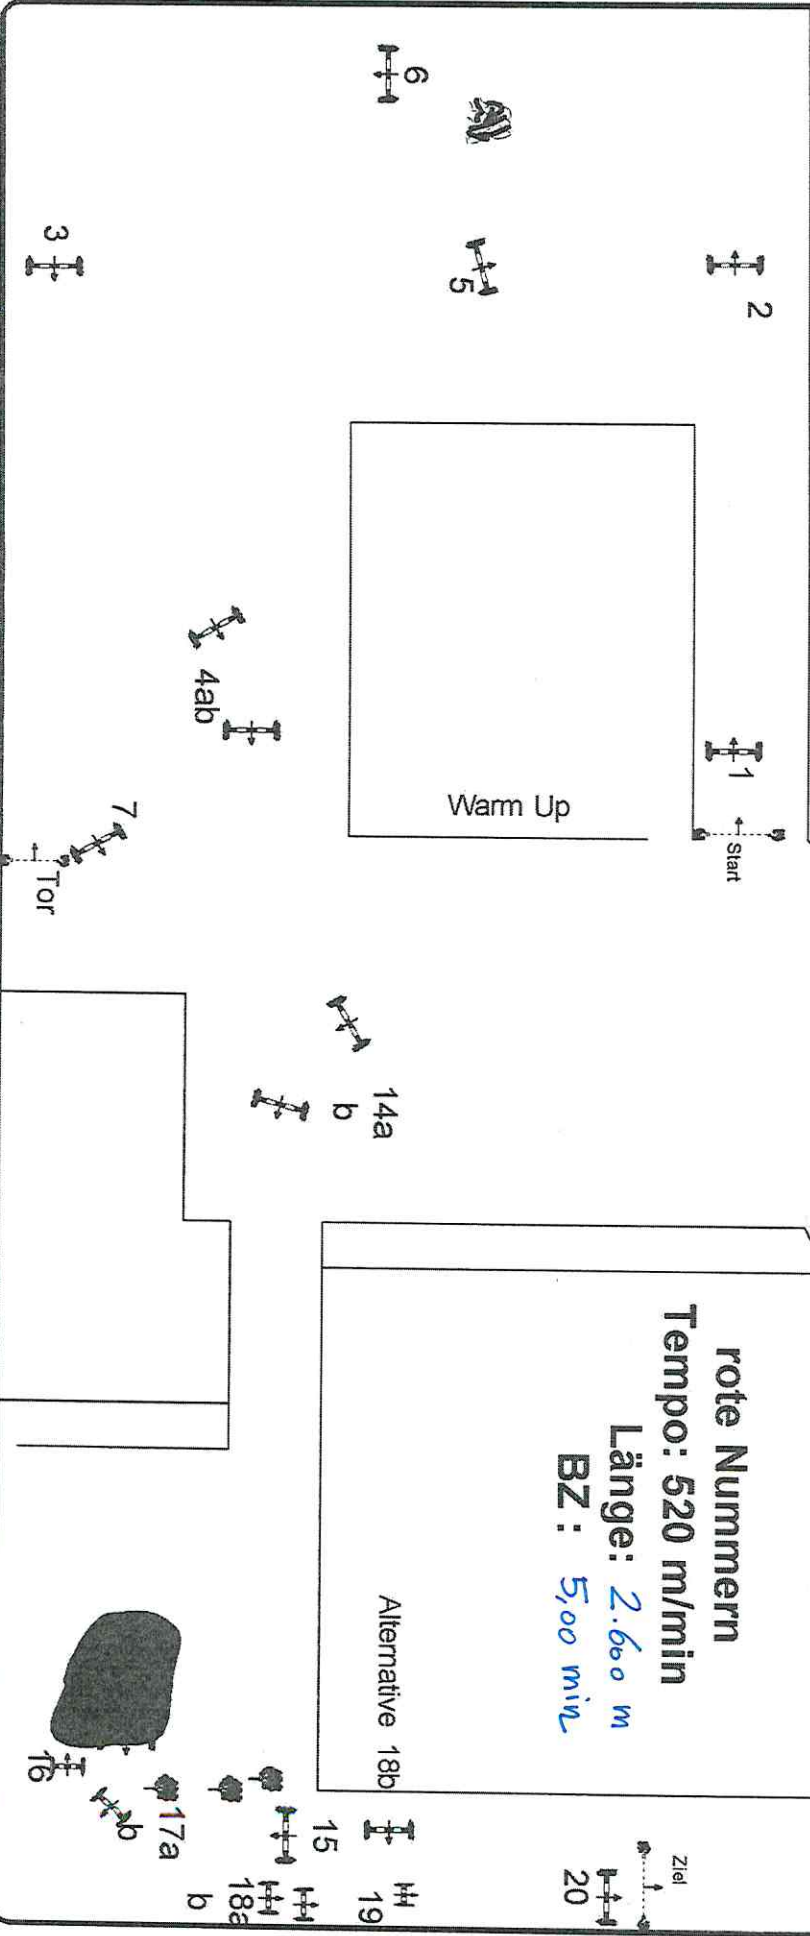 rote Nummern
Tempo: 520 m/min
Länge: 2.600 m
BZ: 5,00 min
Ziel
20
19
Alternative 18b
15
18a
b
17a
b
16
14a
b
Start
1
Warm Up
Tor
7
4ab
2
5
6
3